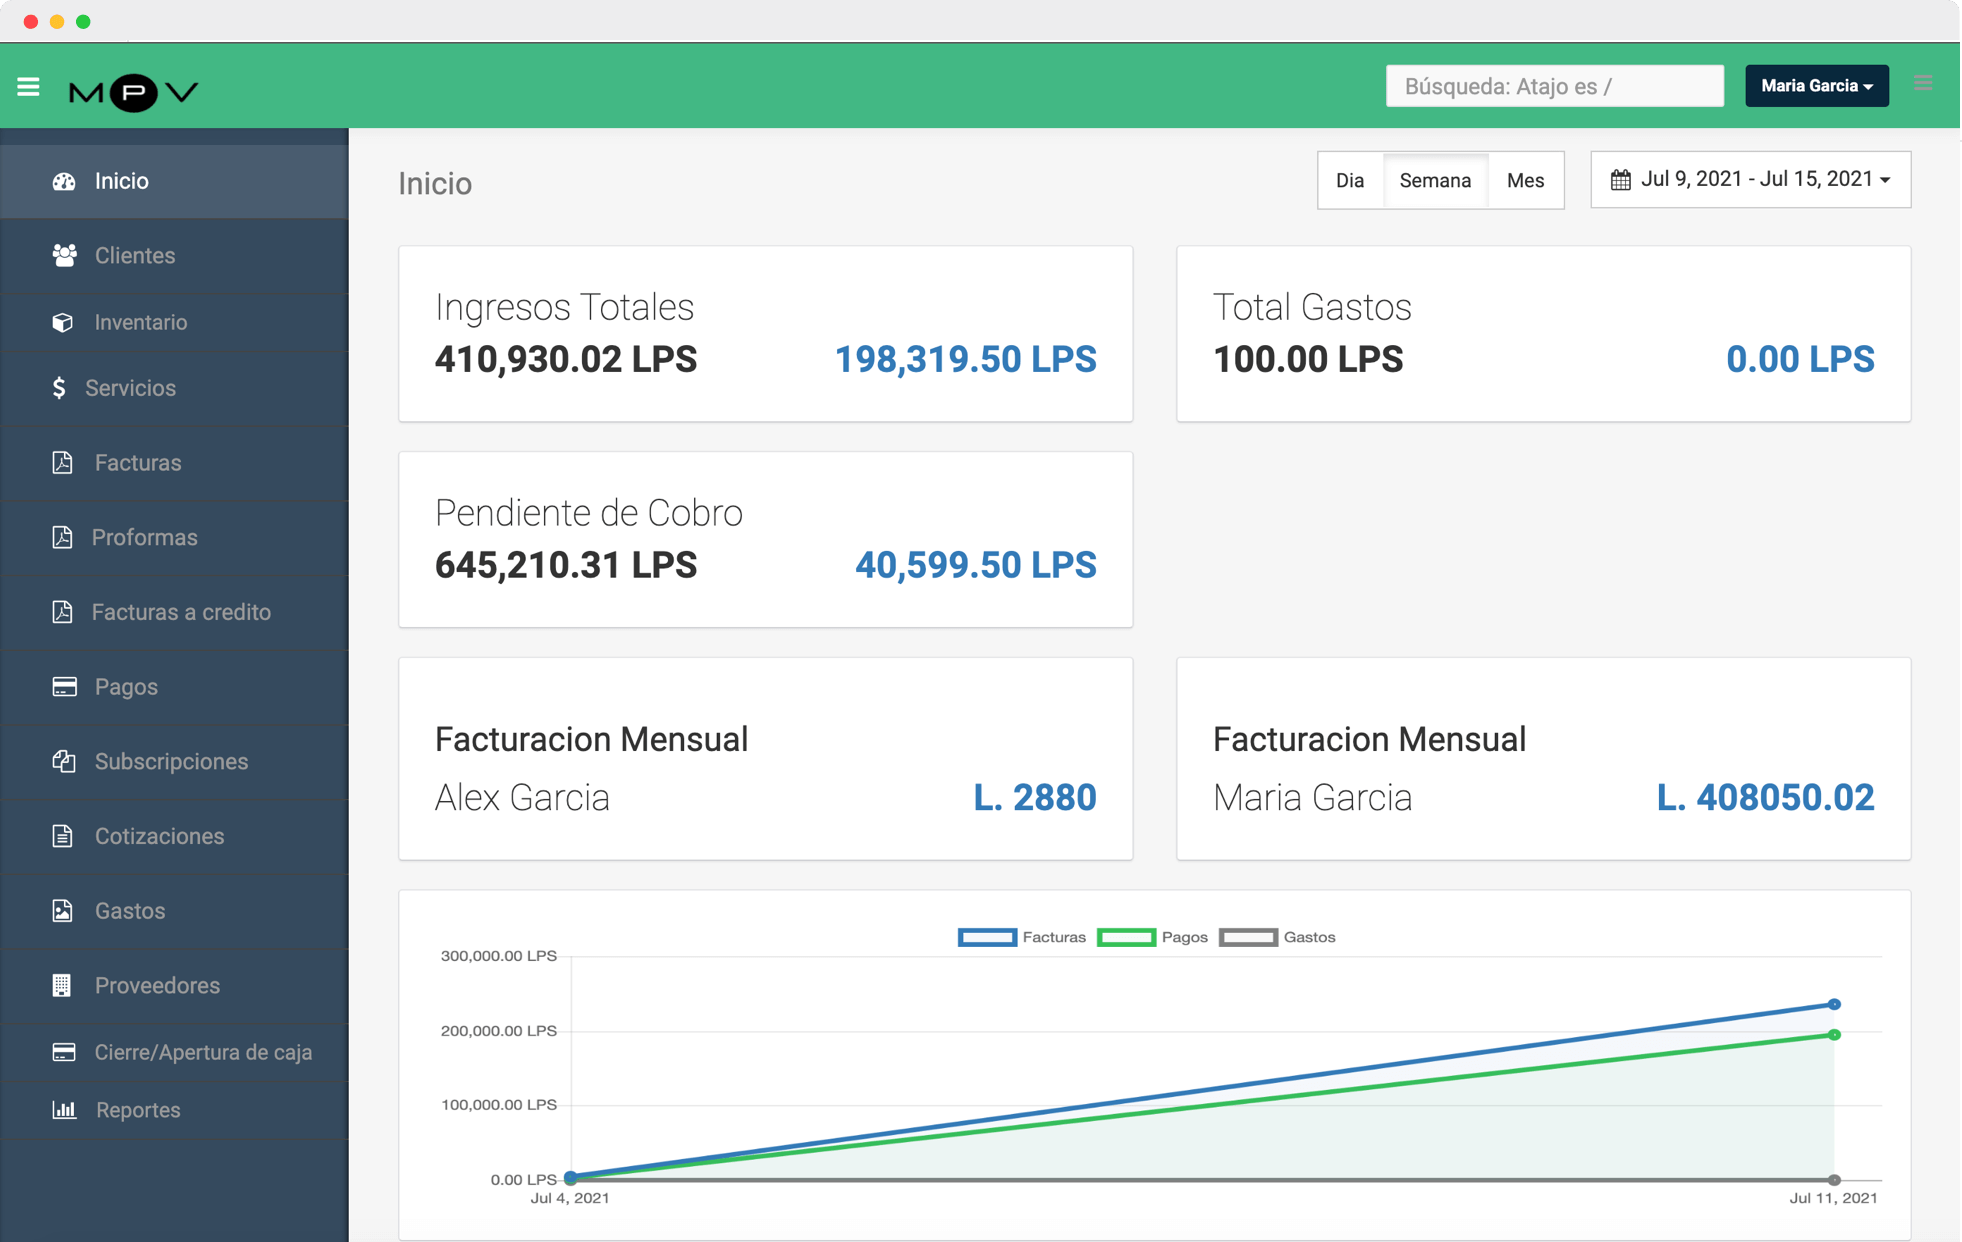 MPV
Búsqueda: Atajo es /
Maria Garcia
Inicio
Clientes
Inventario
Servicios
Facturas
Proformas
Facturas a credito
Pagos
Subscripciones
Cotizaciones
Gastos
Proveedores
Cierre/Apertura de caja
Reportes
Inicio
Dia Semana Mes
Jul 9, 2021 - Jul 15, 2021
Ingresos Totales
410,930.02 LPS 198,319.50 LPS
Total Gastos
100.00 LPS 0.00 LPS
Pendiente de Cobro
645,210.31 LPS 40,599.50 LPS
Facturacion Mensual
Alex Garcia L. 2880
Facturacion Mensual
Maria Garcia L. 408050.02
Facturas Pagos Gastos
300,000.00 LPS
200,000.00 LPS
100,000.00 LPS
0.00 LPS
Jul 4, 2021 Jul 11, 2021